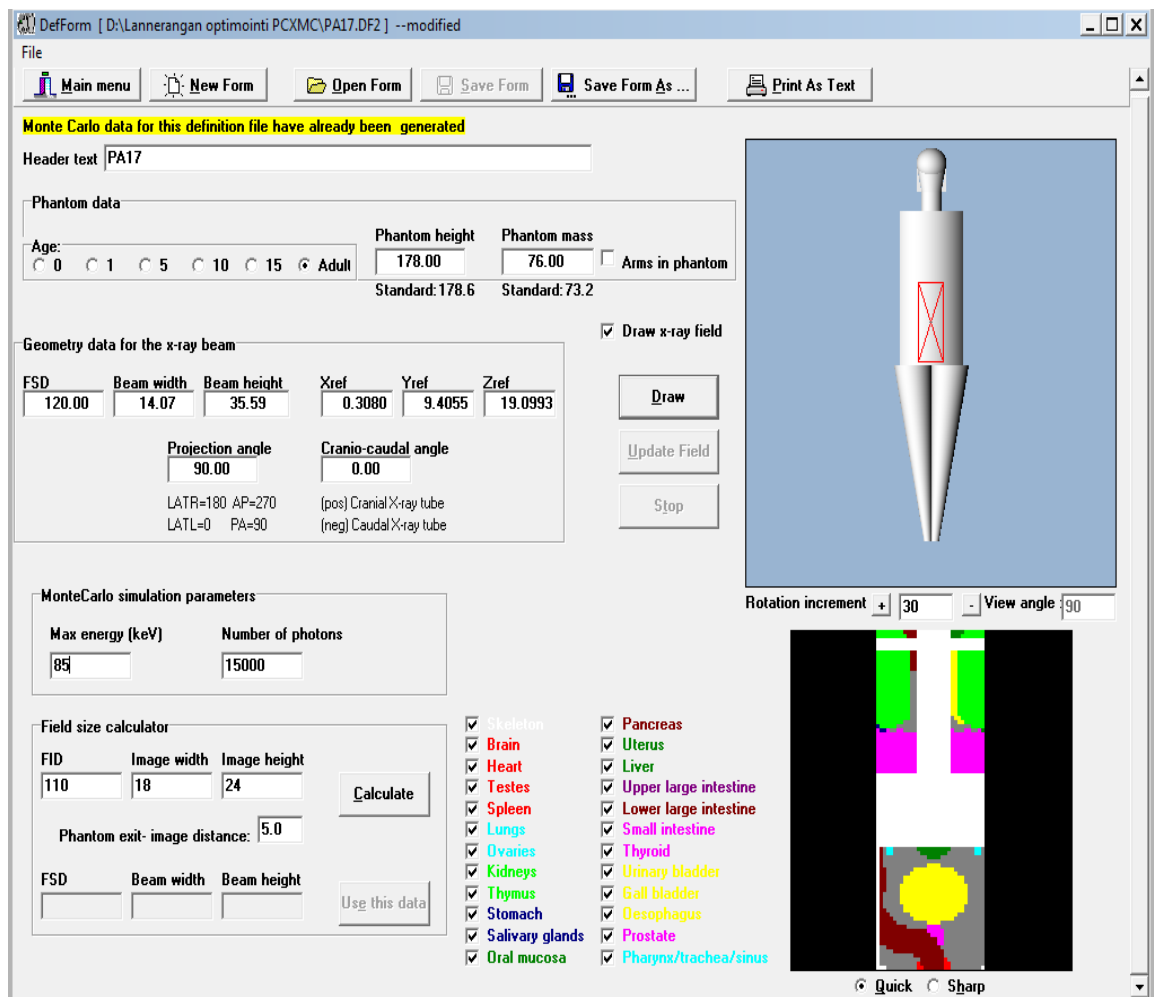 DefForm [ D:\Lannerangan optimointi PCXMC\PA17.DF2 ] --modified
File
Main menu New Form Open Form Save Form Save Form As ... Print As Text
Monte Carlo data for this definition file have already been generated
Header text PA17
Phantom data
Age:
0 1 5 10 15 Adult
Phantom height Phantom mass
178.00 76.00 Arms in phantom
Standard: 178.6 Standard: 73.2
Draw x-ray field
Geometry data for the x-ray beam
FSD Beam width Beam height Xref Yref Zref
120.00 14.07 35.59 0.3080 9.4055 19.0993
Draw
Projection angle Cranio-caudal angle
90.00 0.00
Update Field
LATR=180 AP=270 (pos) Cranial X-ray tube
LATL=0 PA=90 (neg) Caudal X-ray tube
Stop
MonteCarlo simulation parameters
Max energy (keV) Number of photons
85 15000
Rotation increment + 30 - View angle : 90
Field size calculator
FID Image width Image height
110 18 24
Calculate
Phantom exit- image distance: 5.0
FSD Beam width Beam height
Use this data
Skeleton
Brain
Heart
Testes
Spleen
Lungs
Ovaries
Kidneys
Thymus
Stomach
Salivary glands
Oral mucosa
Pancreas
Uterus
Liver
Upper large intestine
Lower large intestine
Small intestine
Thyroid
Urinary bladder
Gall bladder
Oesophagus
Prostate
Pharynx/trachea/sinus
Quick Sharp